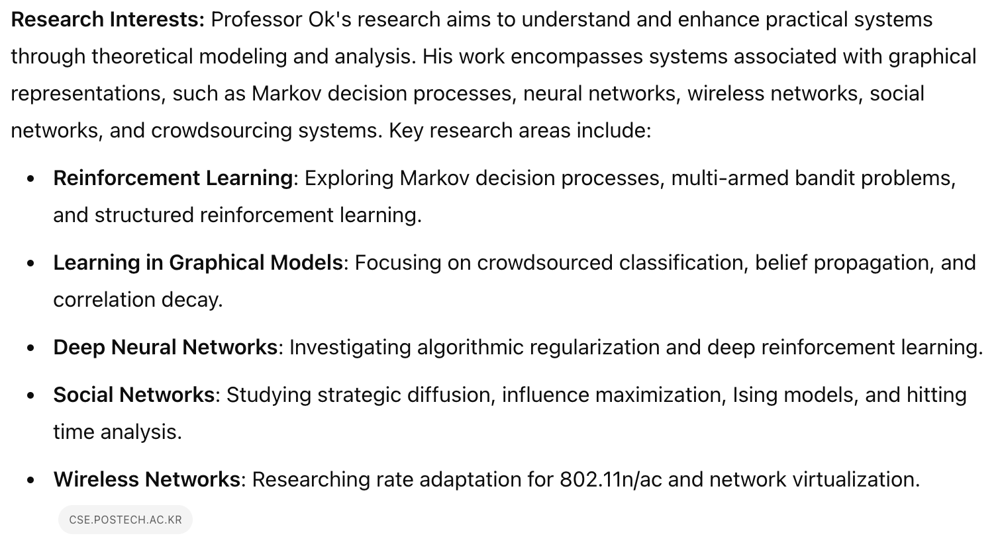 Research Interests: Professor Ok's research aims to understand and enhance practical systems
through theoretical modeling and analysis. His work encompasses systems associated with graphical
representations, such as Markov decision processes, neural networks, wireless networks, social
networks, and crowdsourcing systems. Key research areas include:
• Reinforcement Learning: Exploring Markov decision processes, multi-armed bandit problems,
and structured reinforcement learning.
• Learning in Graphical Models: Focusing on crowdsourced classification, belief propagation, and
correlation decay.
• Deep Neural Networks: Investigating algorithmic regularization and deep reinforcement learning.
• Social Networks: Studying strategic diffusion, influence maximization, Ising models, and hitting
time analysis.
• Wireless Networks: Researching rate adaptation for 802.11n/ac and network virtualization.
CSE.POSTECH.AC.KR